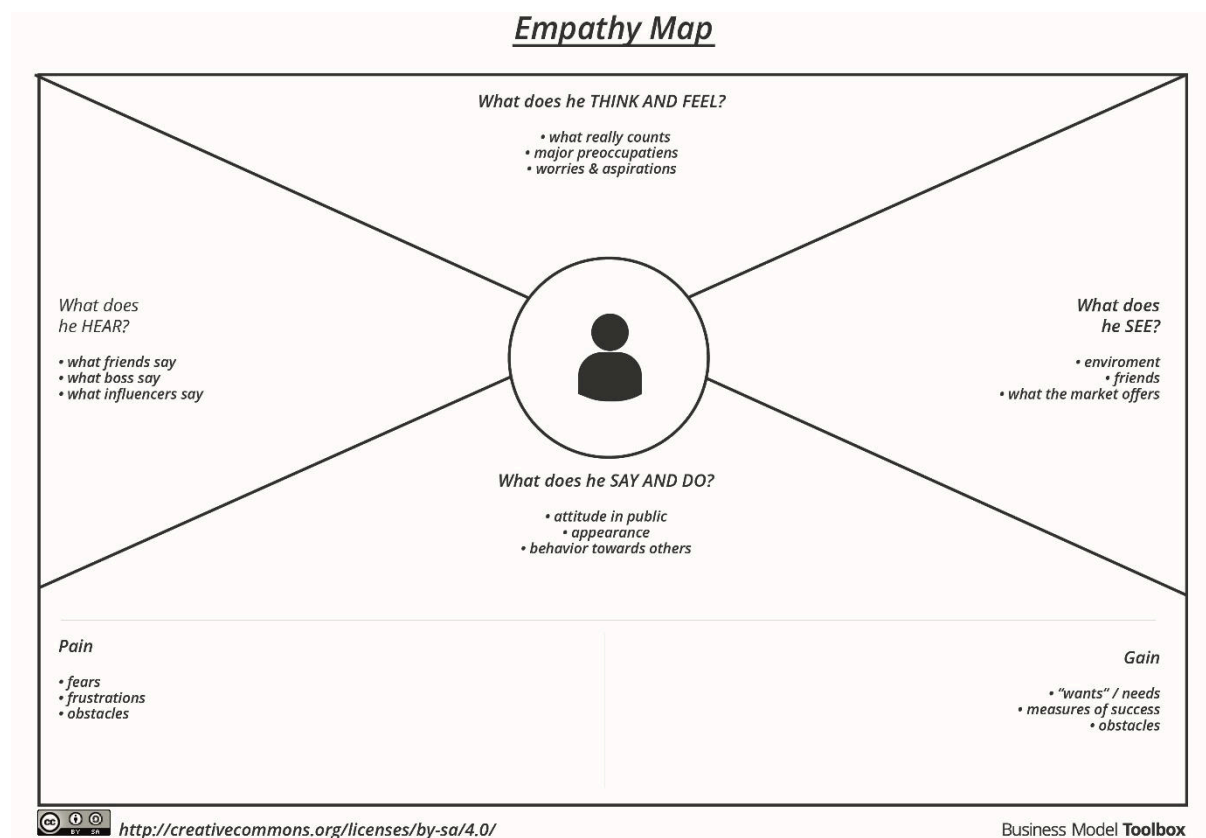 Empathy Map
What does he THINK AND FEEL?
• what really counts
• major preoccupatiens
• worries & aspirations
What does
he HEAR?
• what friends say
• what boss say
• what influencers say
What does
he SEE?
• enviroment
• friends
• what the market offers
What does he SAY AND DO?
• attitude in public
• appearance
• behavior towards others
Pain
• fears
• frustrations
• obstacles
Gain
• “wants” / needs
• measures of success
• obstacles
cc BY SA
http://creativecommons.org/licenses/by-sa/4.0/
Business Model Toolbox